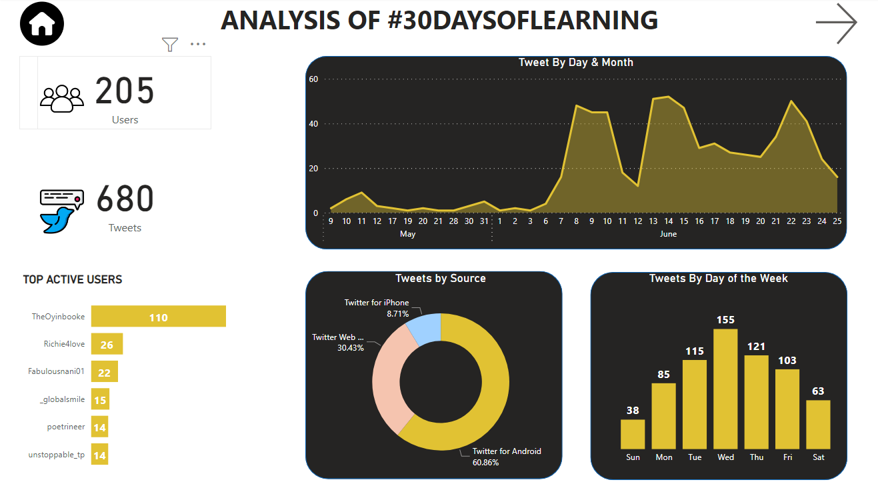 ANALYSIS OF #30DAYSOFLEARNING
205
Users
680
Tweets
TOP ACTIVE USERS
TheOyinbooke 110
Richie4love 26
Fabulousnani01 22
_globalsmile 15
poetrineer 14
unstoppable_tp 14
Tweet By Day & Month
60
40
20
0
9 10 11 12 17 19 20 21 28 30 31 1 2 3 6 7 8 9 10 11 12 13 14 15 16 17 18 19 20 21 22 23 24 25
May June
Tweets by Source
Twitter for iPhone
8.71%
Twitter Web ...
30.43%
Twitter for Android
60.86%
Tweets By Day of the Week
38 85 115 155 121 103 63
Sun Mon Tue Wed Thu Fri Sat